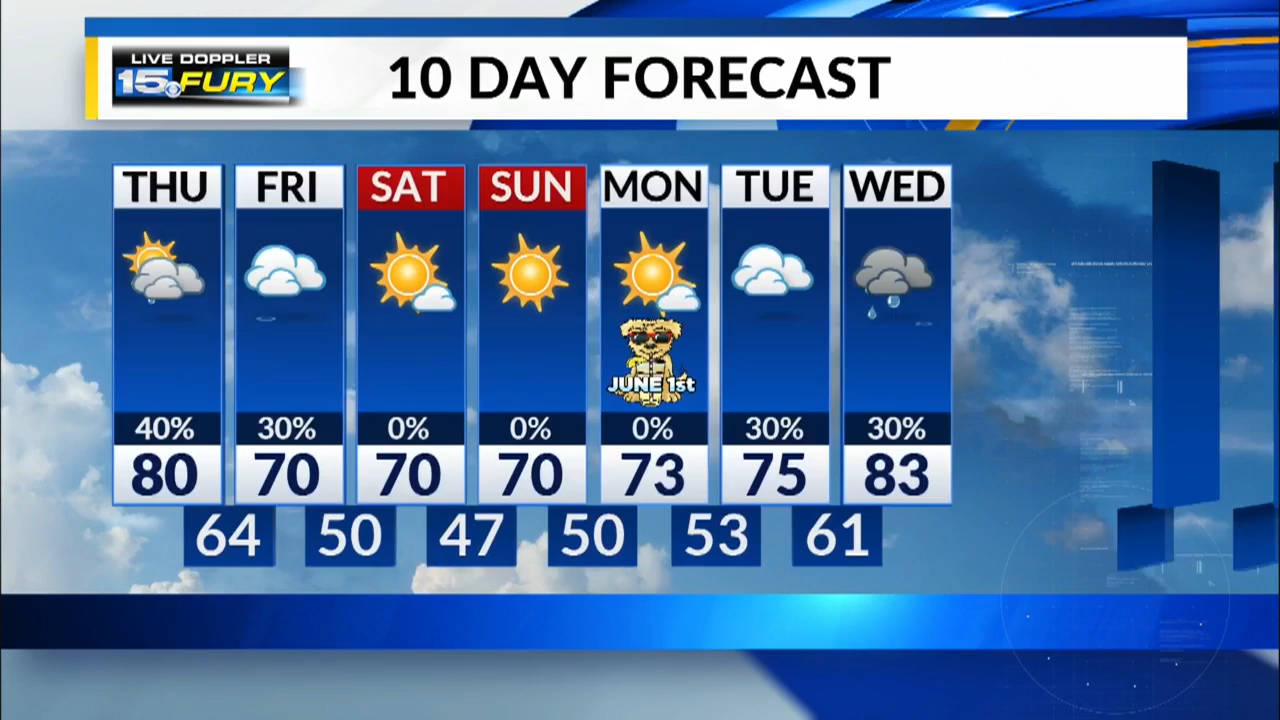 LIVE DOPPLER
15 FURY
10 DAY FORECAST
THU FRI SAT SUN MON TUE WED
JUNE 1st
40% 30% 0% 0% 0% 30% 30%
80 70 70 70 73 75 83
64 50 47 50 53 61